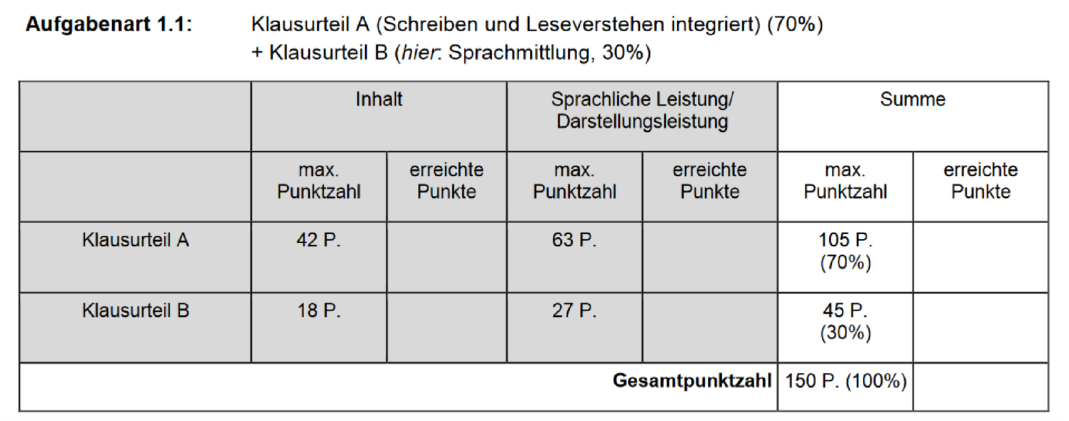 Aufgabenart 1.1: Klausurteil A (Schreiben und Leseverstehen integriert) (70%)
+ Klausurteil B (hier: Sprachmittlung, 30%)
Inhalt Sprachliche Leistung/ Summe
Darstellungsleistung
max. erreichte max. erreichte max. erreichte
Punktzahl Punkte Punktzahl Punkte Punktzahl Punkte
Klausurteil A 42 P. 63 P. 105 P.
(70%)
Klausurteil B 18 P. 27 P. 45 P.
(30%)
Gesamtpunktzahl 150 P. (100%)